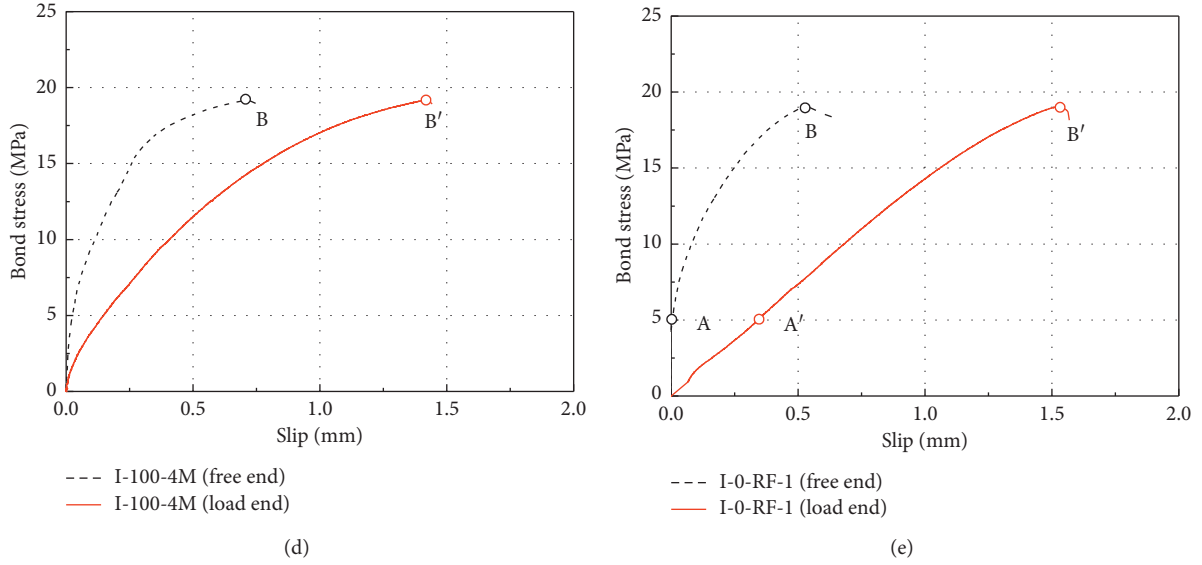 25
20
15
10
5
0
Bond stress (MPa)
B
B′
0.0
0.5
1.0
1.5
2.0
Slip (mm)
I-100-4M (free end)
I-100-4M (load end)
(d)
25
20
15
10
5
0
Bond stress (MPa)
B
B′
A
A′
0.0
0.5
1.0
1.5
2.0
Slip (mm)
I-0-RF-1 (free end)
I-0-RF-1 (load end)
(e)